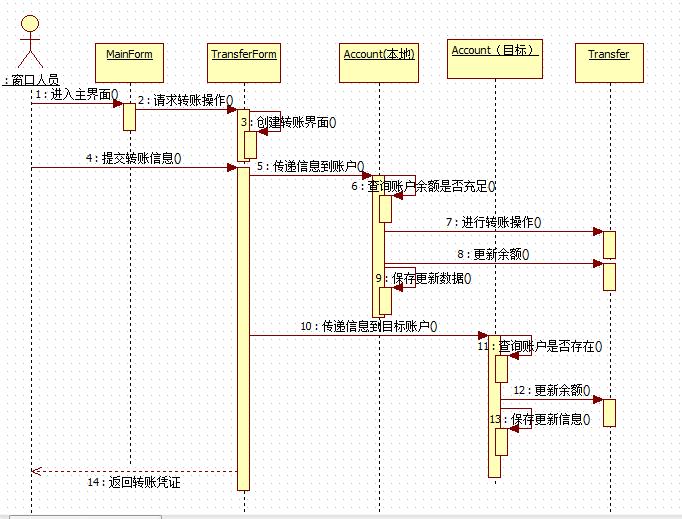 MainForm
TransferForm
Account(本地)
Account（目标）
Transfer
:窗口人员
1:进入主界面()
2:请求转账操作()
3:创建转账界面()
4:提交转账信息()
5:传递信息到账户()
6:查询账户余额是否充足()
7:进行转账操作()
8:更新余额()
9:保存更新数据()
10:传递信息到目标账户()
11:查询账户是否存在()
12:更新余额()
13:保存更新信息()
14:返回转账凭证